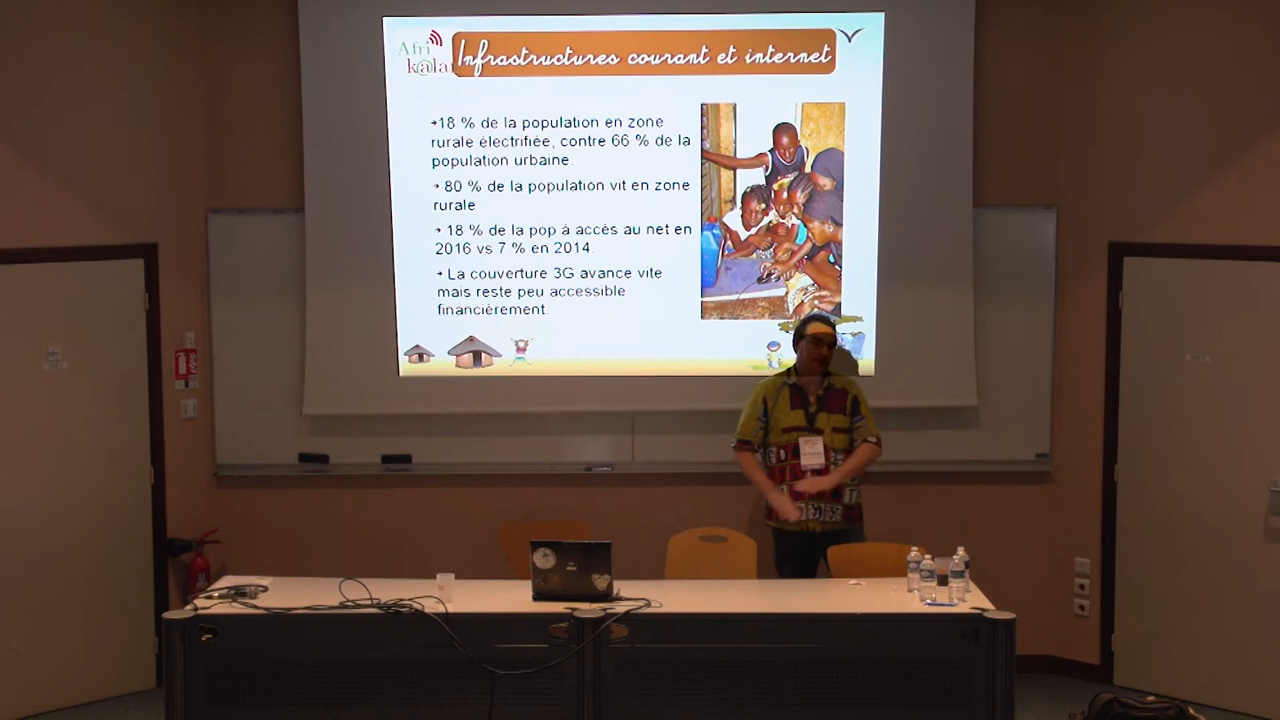 Afri
k@lan
Infrastructures courant et internet
➔18 % de la population en zone
rurale électrifiée, contre 66 % de la
population urbaine.
➔ 80 % de la population vit en zone
rurale
➔ 18 % de la pop à accès au net en
2016 vs 7 % en 2014.
➔ La couverture 3G avance vite
mais reste peu accessible
financièrement.